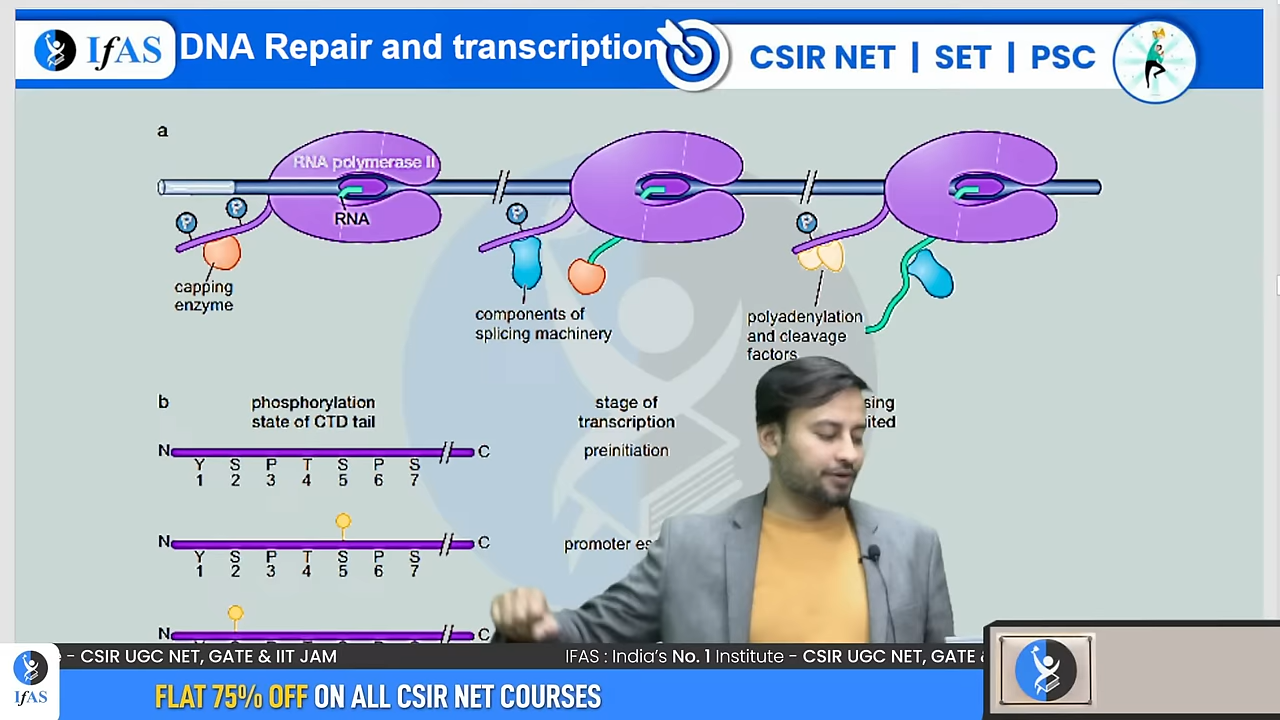 IfAS
DNA Repair and transcription
CSIR NET | SET | PSC
a
RNA polymerase II
P
P
RNA
capping
enzyme
P
components of
splicing machinery
P
polyadenylation
and cleavage
factors
b
phosphorylation
state of CTD tail
stage of
transcription
N C
Y S P T S P S
1 2 3 4 5 6 7
preinitiation
N C
Y S P T S P S
1 2 3 4 5 6 7
promoter
N C
- CSIR UGC NET, GATE & IIT JAM
IFAS : India's No. 1 Institute - CSIR UGC NET, GATE &
IfAS
FLAT 75% OFF ON ALL CSIR NET COURSES